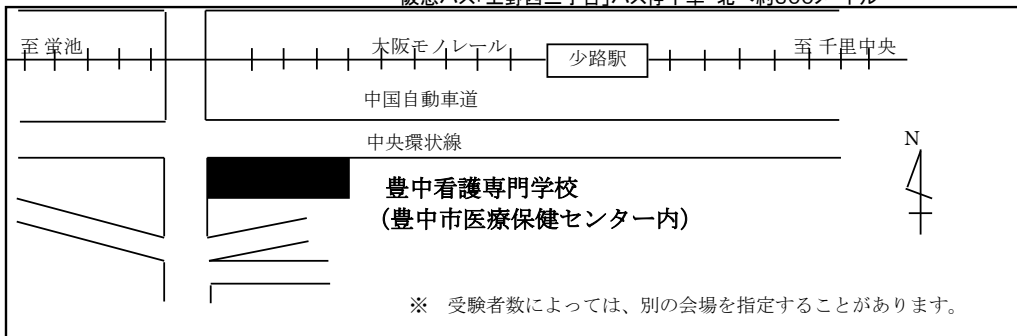 至 蛍池
大阪モノレール
少路駅
至 千里中央
中国自動車道
中央環状線
N
豊中看護専門学校
(豊中市医療保健センター内)
※ 受験者数によっては、別の会場を指定することがあります。